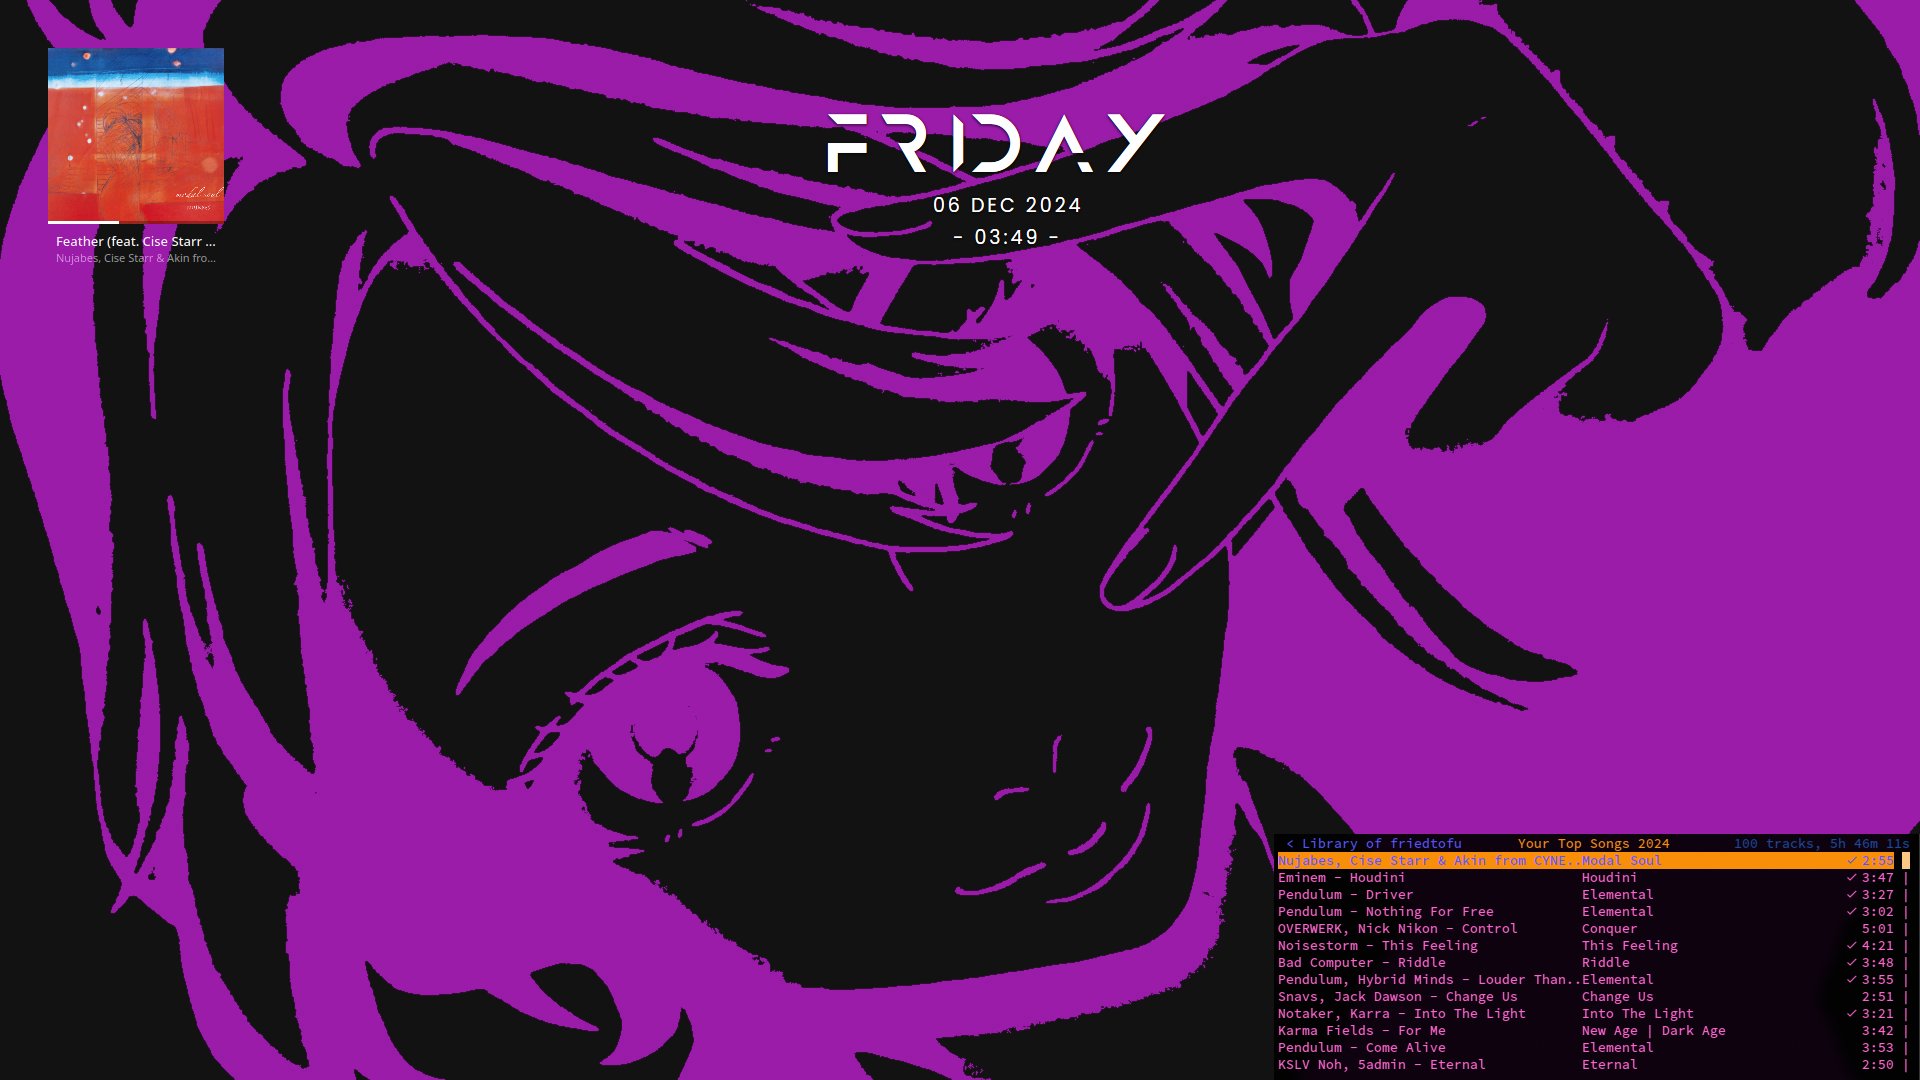 modal soul
nujabes
Feather (feat. Cise Starr ...
Nujabes, Cise Starr & Akin fro...
FRIDAY
06 DEC 2024
- 03:49 -
< Library of friedtofu Your Top Songs 2024 100 tracks, 5h 46m 11s
Nujabes, Cise Starr & Akin from CYNE..Modal Soul ✓ 2:55
Eminem - Houdini Houdini ✓ 3:47 |
Pendulum - Driver Elemental ✓ 3:27 |
Pendulum - Nothing For Free Elemental ✓ 3:02 |
OVERWERK, Nick Nikon - Control Conquer 5:01 |
Noisestorm - This Feeling This Feeling ✓ 4:21 |
Bad Computer - Riddle Riddle ✓ 3:48 |
Pendulum, Hybrid Minds - Louder Than..Elemental ✓ 3:55 |
Snavs, Jack Dawson - Change Us Change Us 2:51 |
Notaker, Karra - Into The Light Into The Light ✓ 3:21 |
Karma Fields - For Me New Age | Dark Age 3:42 |
Pendulum - Come Alive Elemental 3:53 |
KSLV Noh, 5admin - Eternal Eternal 2:50 |